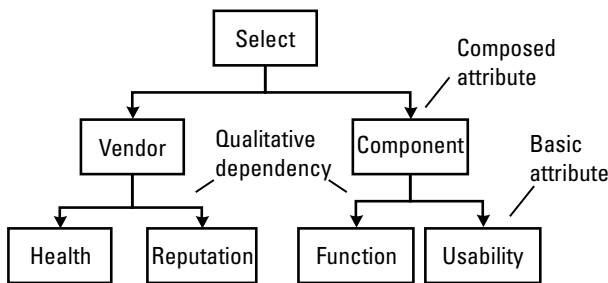 Select
Composed
attribute
Vendor
Qualitative
dependency
Component
Basic
attribute
Health
Reputation
Function
Usability